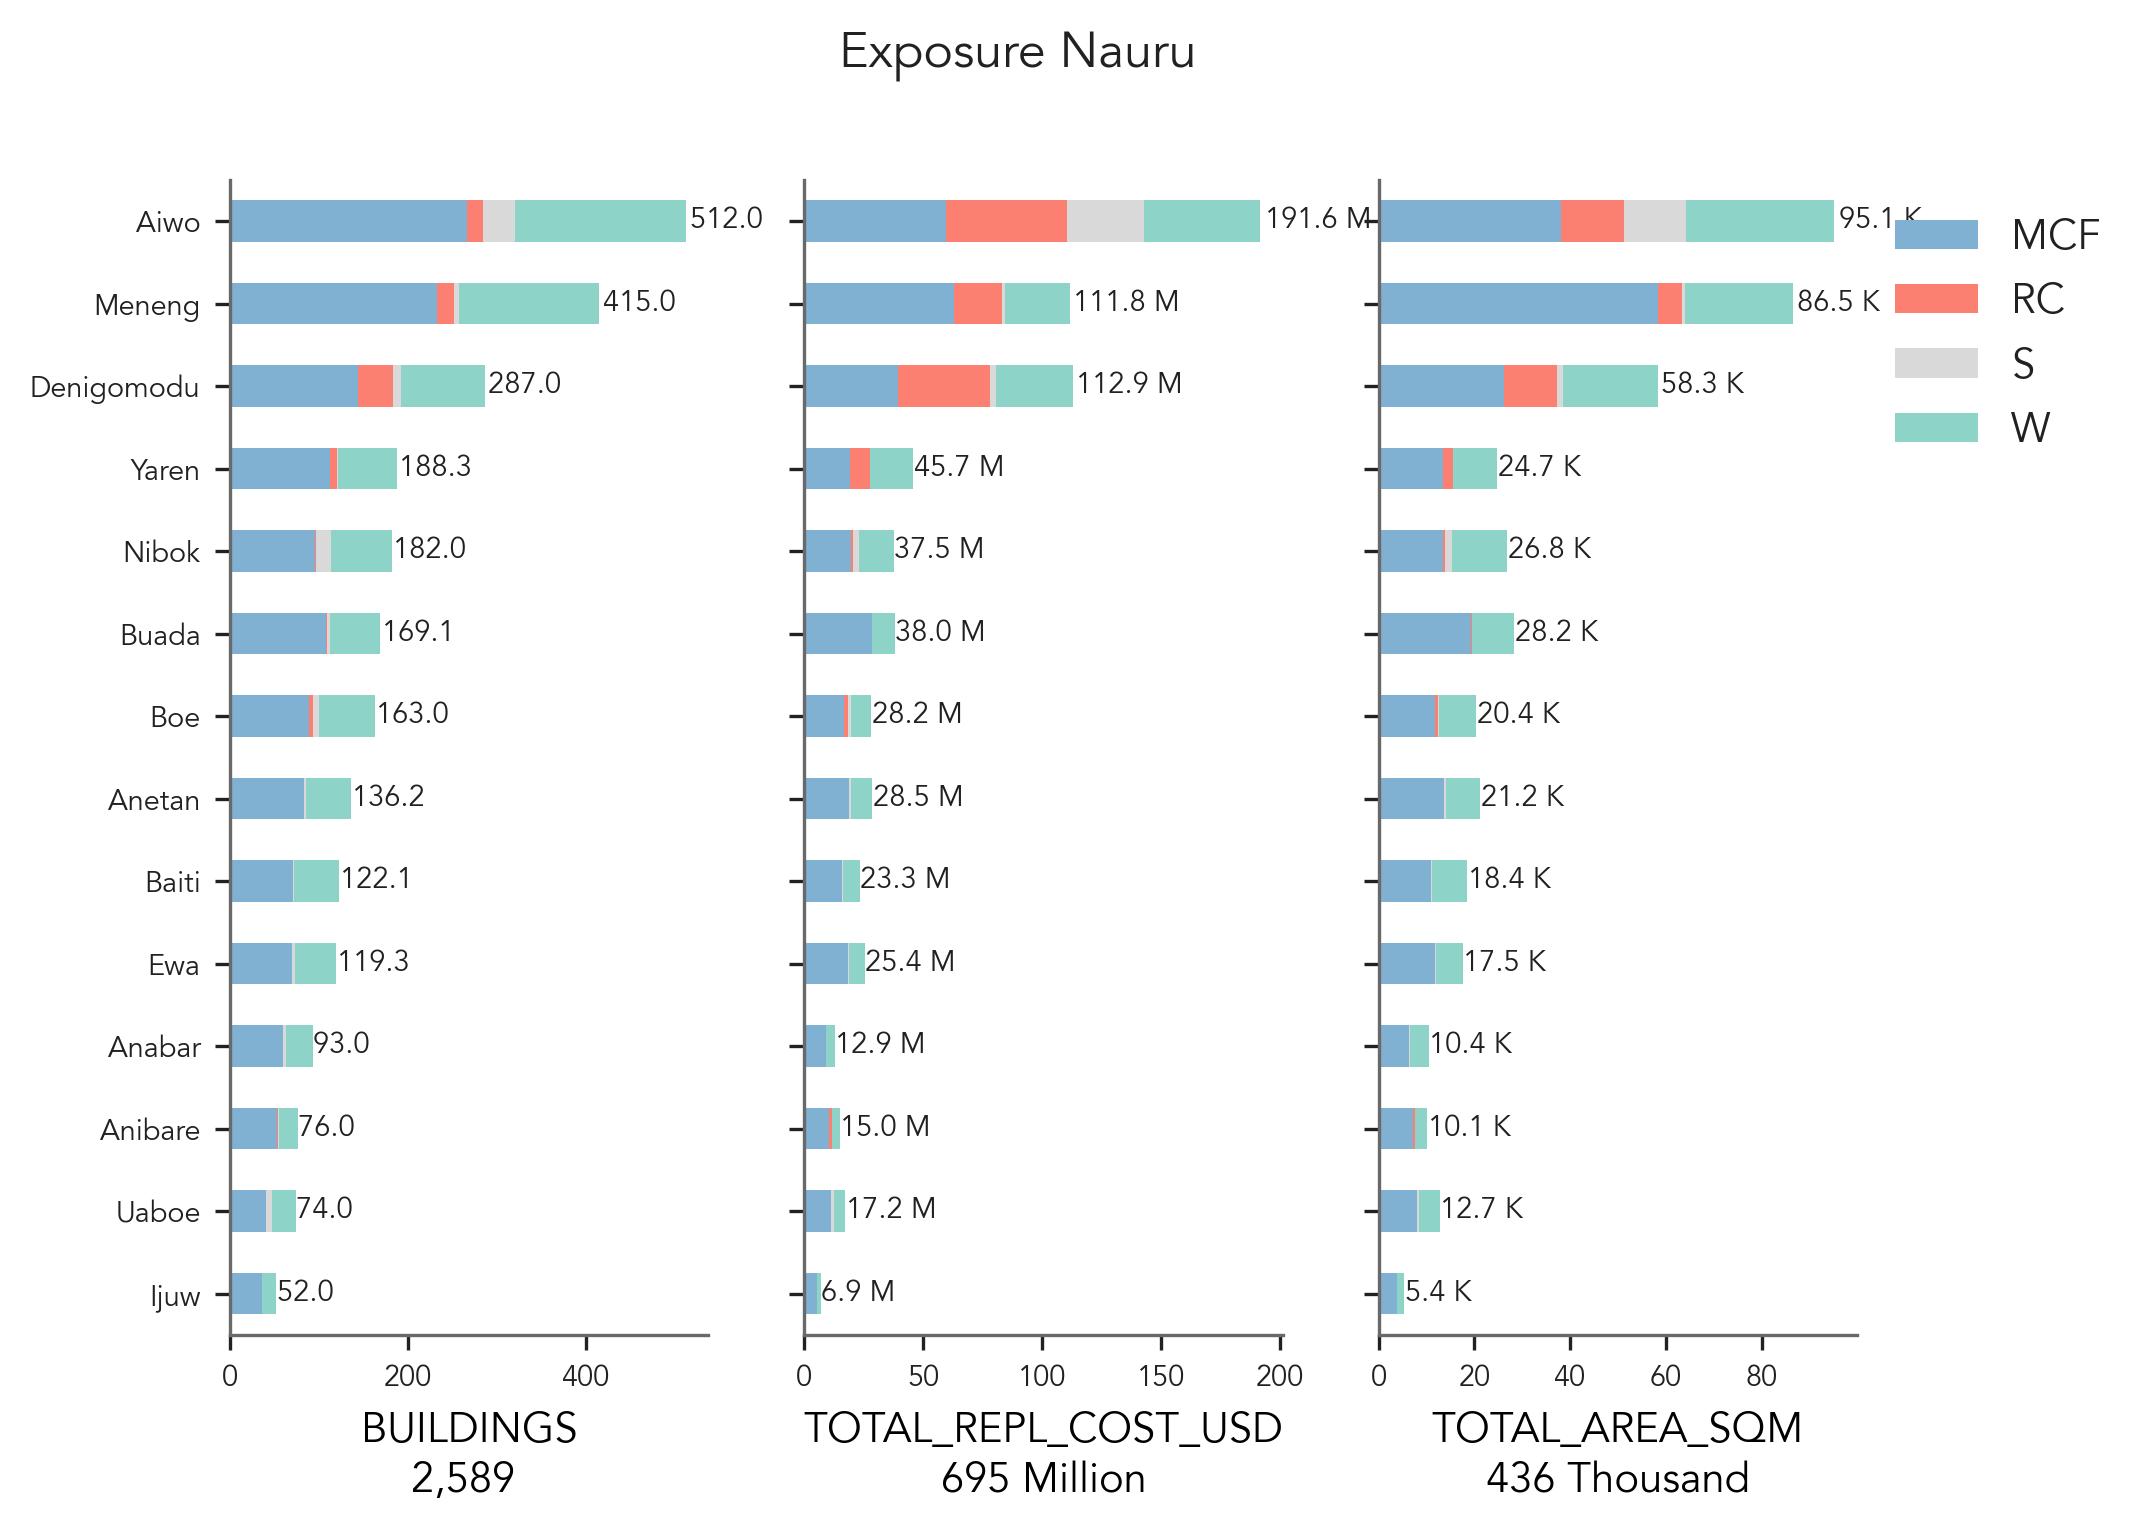 Exposure Nauru
Aiwo 512.0 191.6 M 95.1 K
Meneng 415.0 111.8 M 86.5 K
Denigomodu 287.0 112.9 M 58.3 K
Yaren 188.3 45.7 M 24.7 K
Nibok 182.0 37.5 M 26.8 K
Buada 169.1 38.0 M 28.2 K
Boe 163.0 28.2 M 20.4 K
Anetan 136.2 28.5 M 21.2 K
Baiti 122.1 23.3 M 18.4 K
Ewa 119.3 25.4 M 17.5 K
Anabar 93.0 12.9 M 10.4 K
Anibare 76.0 15.0 M 10.1 K
Uaboe 74.0 17.2 M 12.7 K
Ijuw 52.0 6.9 M 5.4 K
0 200 400 0 50 100 150 200 0 20 40 60 80
BUILDINGS TOTAL_REPL_COST_USD TOTAL_AREA_SQM
2,589 695 Million 436 Thousand
MCF
RC
S
W